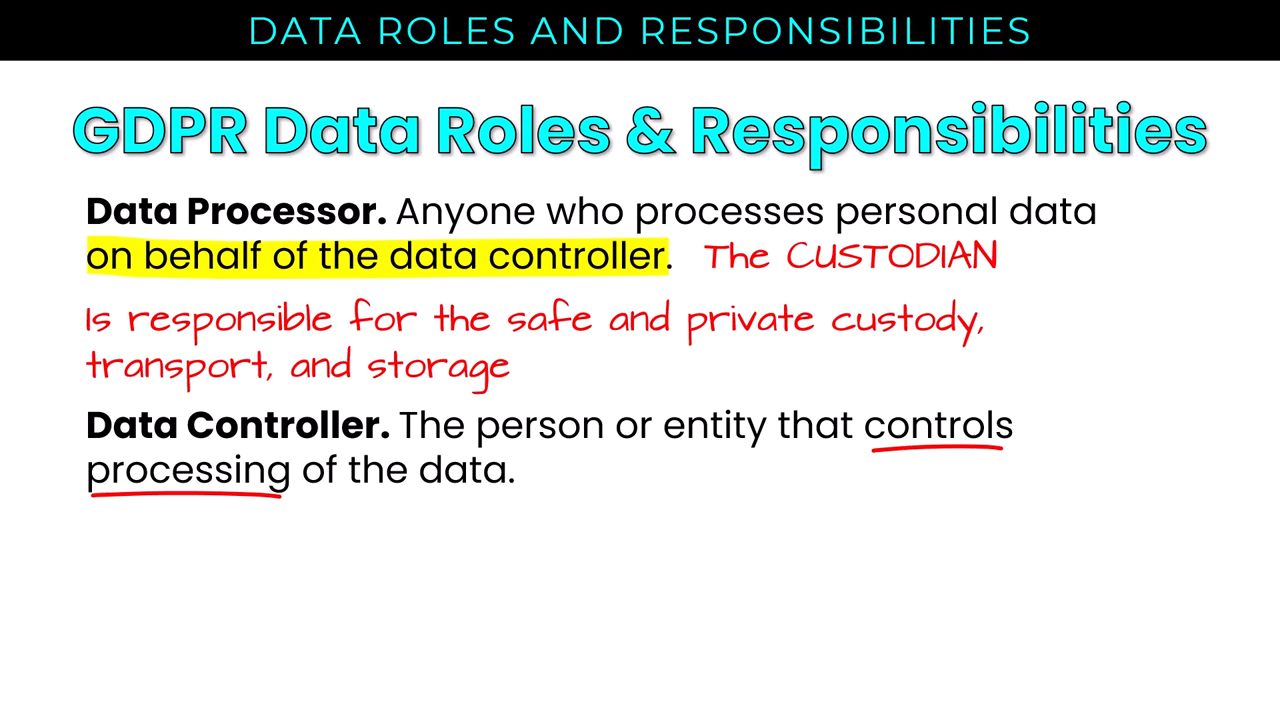 DATA ROLES AND RESPONSIBILITIES
GDPR Data Roles & Responsibilities
Data Processor. Anyone who processes personal data
on behalf of the data controller. The CUSTODIAN
Is responsible for the safe and private custody,
transport, and storage
Data Controller. The person or entity that controls
processing of the data.